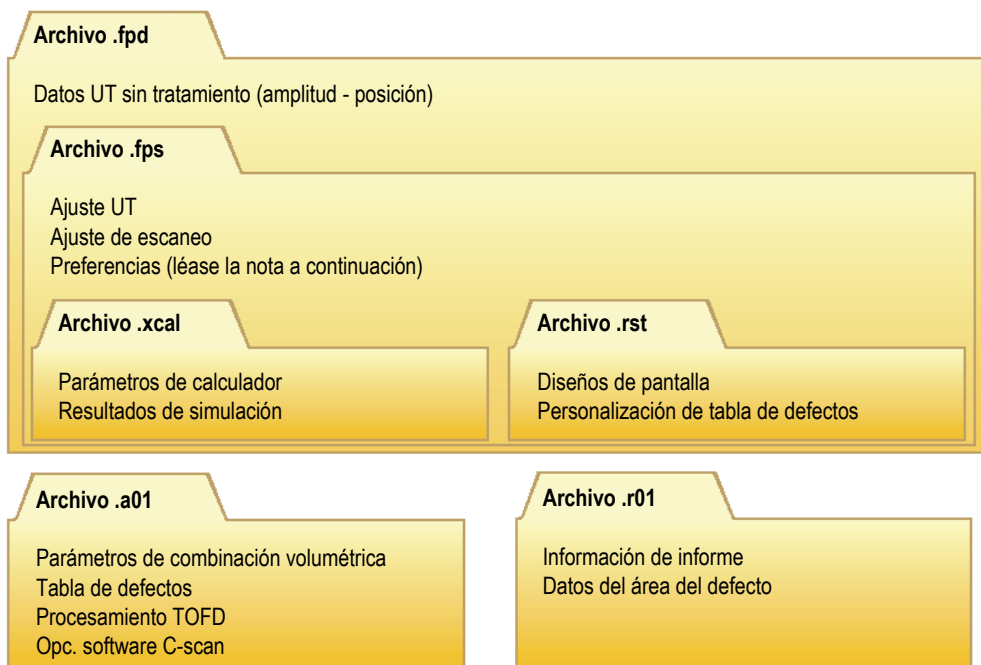 Archivo .fpd
Datos UT sin tratamiento (amplitud - posición)
Archivo .fps
Ajuste UT
Ajuste de escaneo
Preferencias (léase la nota a continuación)
Archivo .xcal
Parámetros de calculador
Resultados de simulación
Archivo .rst
Diseños de pantalla
Personalización de tabla de defectos
Archivo .a01
Parámetros de combinación volumétrica
Tabla de defectos
Procesamiento TOFD
Opc. software C-scan
Archivo .r01
Información de informe
Datos del área del defecto